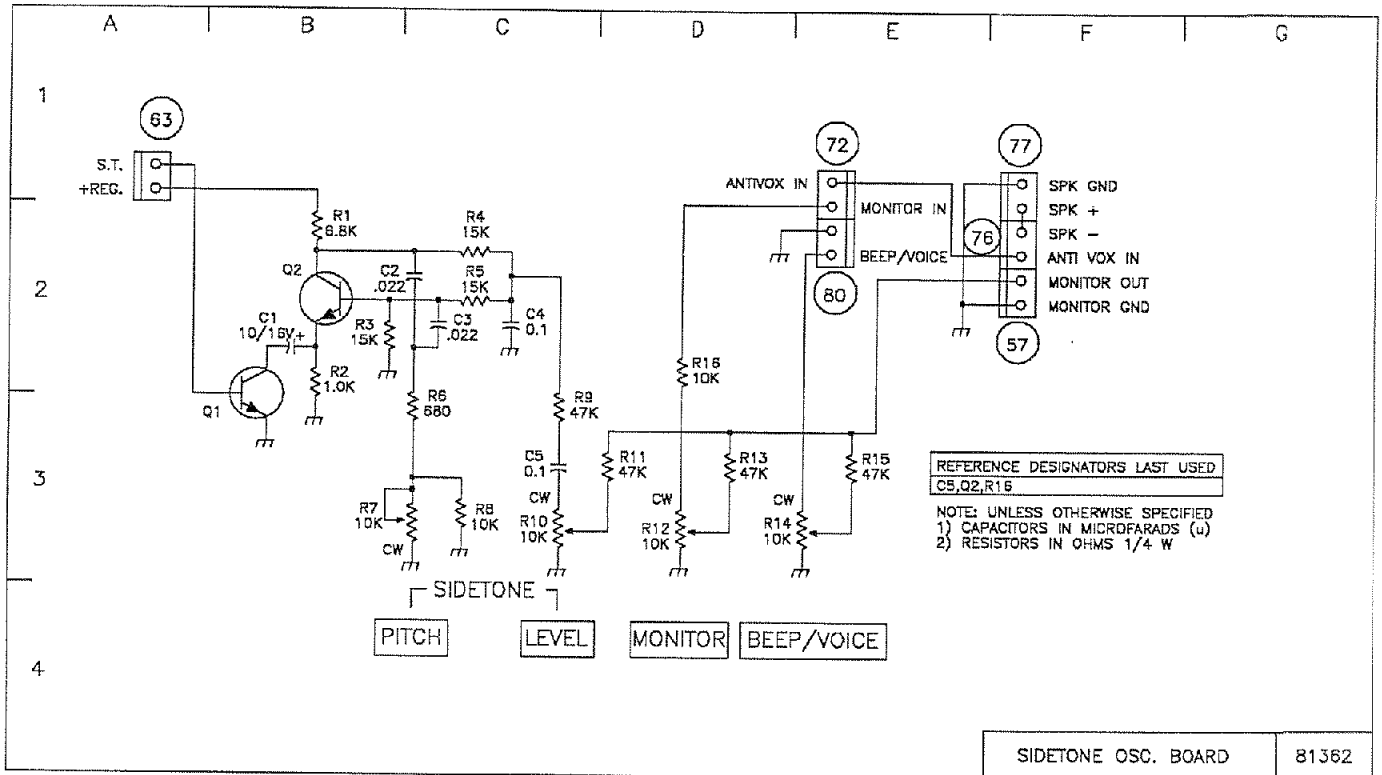 A B C D E F G
1
63
S.T.
+REG.
72
77
ANTIVOX IN
MONITOR IN
BEEP/VOICE
80
SPK GND
SPK +
76
SPK -
ANTI VOX IN
MONITOR OUT
MONITOR GND
57
2
R1
6.8K
R4
15K
Q2
C2
.022
R5
15K
C1
10/16V +
R3
15K
C3
.022
C4
0.1
R2
1.0K
Q1
R6
680
R9
47K
R16
10K
3
C5
0.1
R11
47K
R13
47K
R15
47K
R7
10K
CW
R8
10K
CW
R10
10K
CW
R12
10K
CW
R14
10K
REFERENCE DESIGNATORS LAST USED
C5,Q2,R16
NOTE: UNLESS OTHERWISE SPECIFIED
1) CAPACITORS IN MICROFARADS (u)
2) RESISTORS IN OHMS 1/4 W
SIDETONE
PITCH LEVEL MONITOR BEEP/VOICE
4
SIDETONE OSC. BOARD 81362